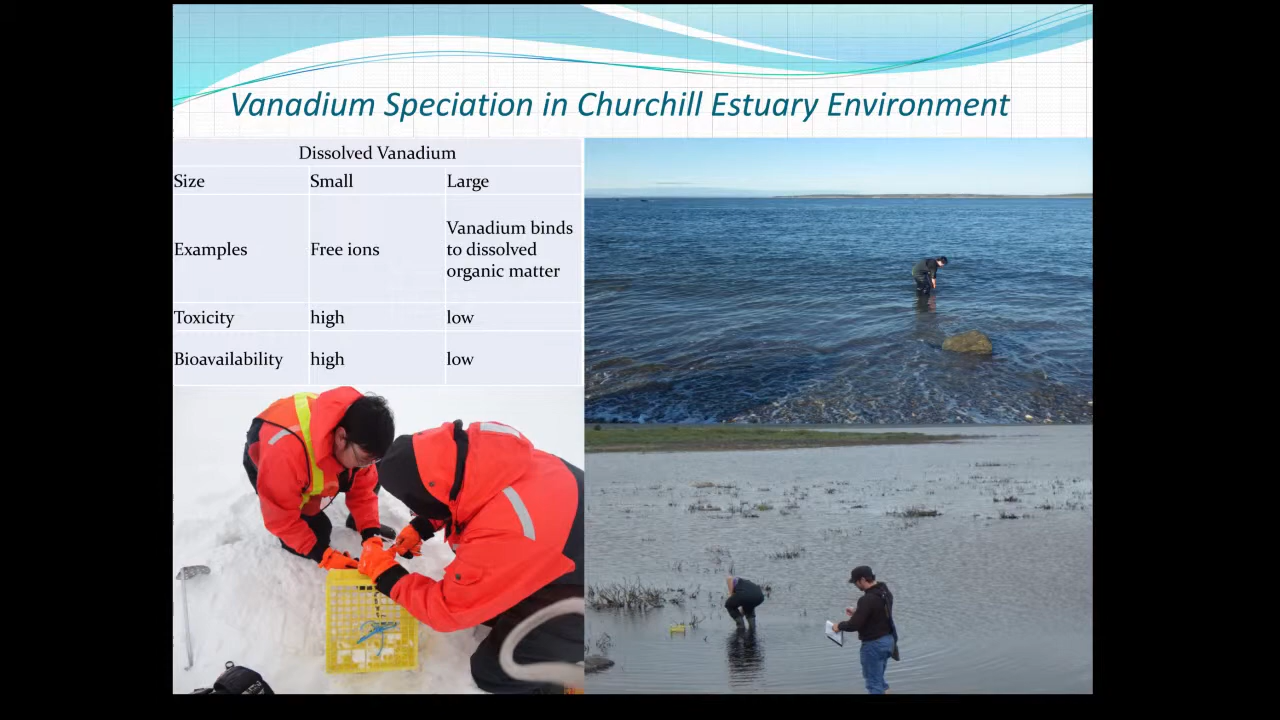 Vanadium Speciation in Churchill Estuary Environment
Dissolved Vanadium
Size Small Large
Examples Free ions Vanadium binds
to dissolved
organic matter
Toxicity high low
Bioavailability high low